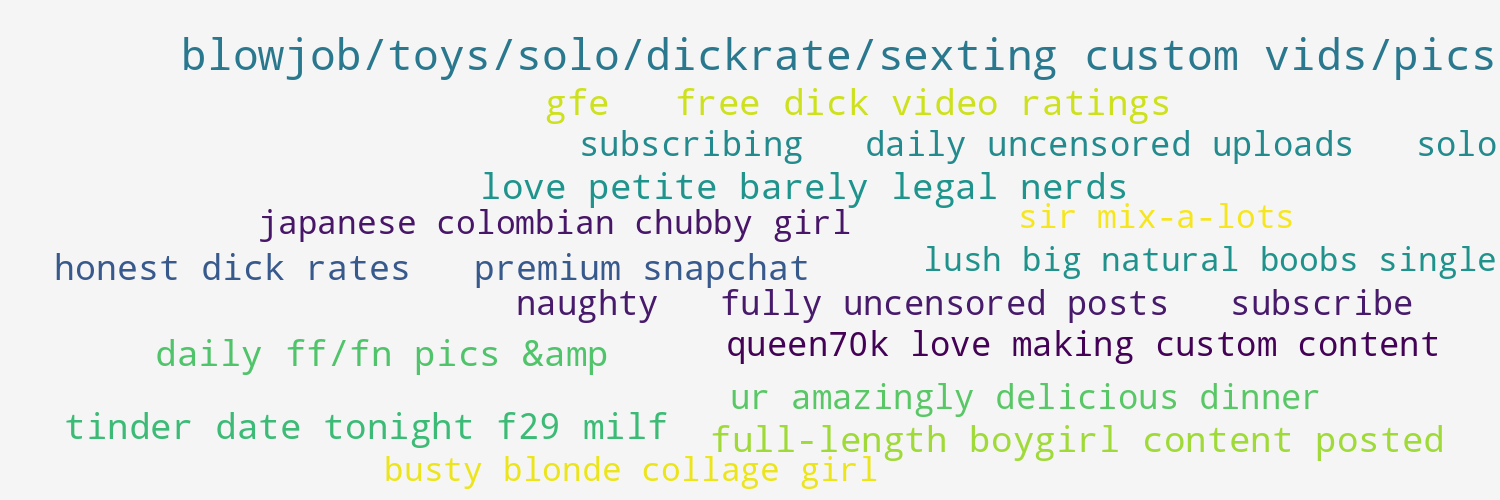 blowjob/toys/solo/dickrate/sexting custom vids/pics
gfe free dick video ratings
subscribing daily uncensored uploads solo
love petite barely legal nerds
japanese colombian chubby girl sir mix-a-lots
honest dick rates premium snapchat lush big natural boobs single
naughty fully uncensored posts subscribe
daily ff/fn pics &amp queen70k love making custom content
ur amazingly delicious dinner
tinder date tonight f29 milf full-length boygirl content posted
busty blonde collage girl